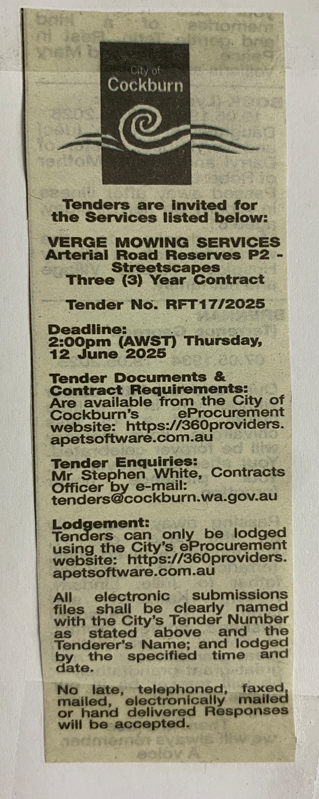 City of
Cockburn
Tenders are invited for
the Services listed below:
VERGE MOWING SERVICES
Arterial Road Reserves P2 -
Streetscapes
Three (3) Year Contract
Tender No. RFT17/2025
Deadline:
2:00pm (AWST) Thursday,
12 June 2025
Tender Documents &
Contract Requirements:
Are available from the City of
Cockburn's eProcurement
website: https://360providers.
apetsoftware.com.au
Tender Enquiries:
Mr Stephen White, Contracts
Officer by e-mail:
tenders@cockburn.wa.gov.au
Lodgement:
Tenders can only be lodged
using the City's eProcurement
website: https://360providers.
apetsoftware.com.au
All electronic submissions
files shall be clearly named
with the City's Tender Number
as stated above and the
Tenderer's Name; and lodged
by the specified time and
date.
No late, telephoned, faxed,
mailed, electronically mailed
or hand delivered Responses
will be accepted.